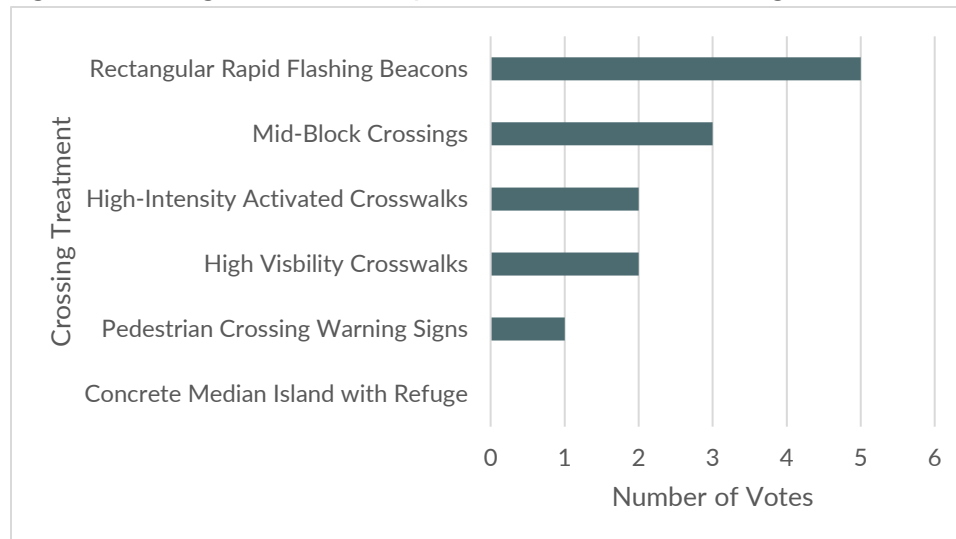 Rectangular Rapid Flashing Beacons
Mid-Block Crossings
High-Intensity Activated Crosswalks
High Visbility Crosswalks
Pedestrian Crossing Warning Signs
Concrete Median Island with Refuge
Crossing Treatment
0 1 2 3 4 5 6
Number of Votes